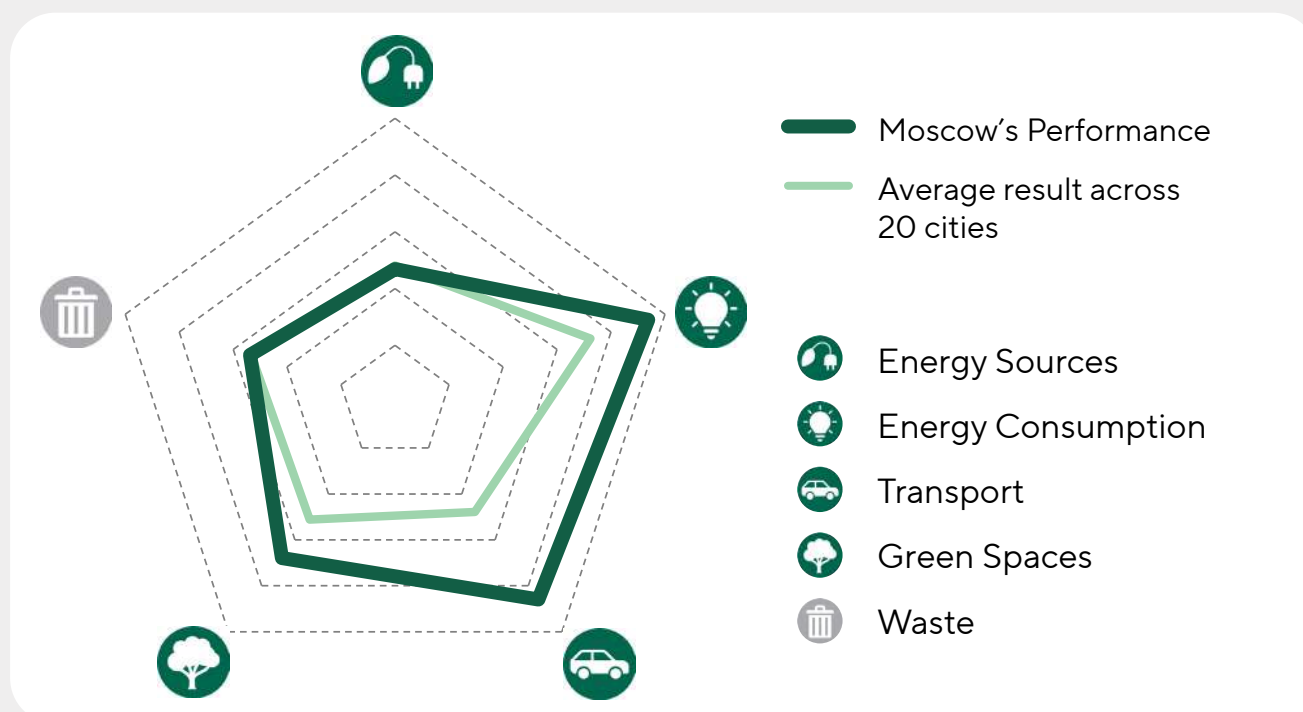 Moscow’s Performance
Average result across
20 cities
Energy Sources
Energy Consumption
Transport
Green Spaces
Waste